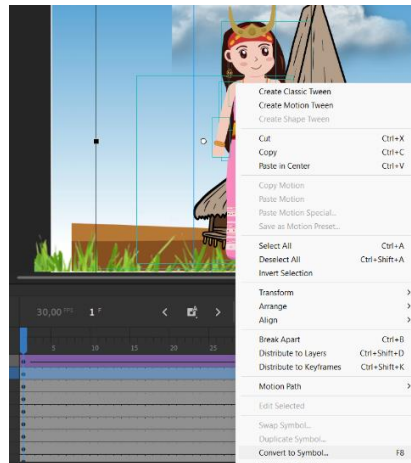 Create Classic Tween
Create Motion Tween
Create Shape Tween
Cut Ctrl+X
Copy Ctrl+C
Paste in Center Ctrl+V
Copy Motion
Paste Motion
Paste Motion Special...
Save as Motion Preset...
Select All Ctrl+A
Deselect All Ctrl+Shift+A
Invert Selection
Transform >
Arrange >
Align >
Break Apart Ctrl+B
Distribute to Layers Ctrl+Shift+D
Distribute to Keyframes Ctrl+Shift+K
Motion Path >
Edit Selected
Swap Symbol...
Duplicate Symbol...
Convert to Symbol... F8
30,00 FPS 1 F
5 10 15 20 25